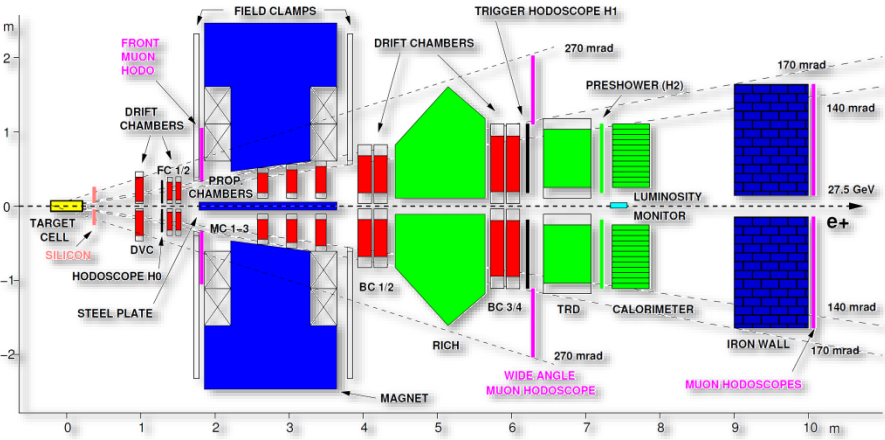 m
FIELD CLAMPS
TRIGGER HODOSCOPE H1
FRONT
MUON
HODO
DRIFT CHAMBERS
270 mrad
170 mrad
2
PRESHOWER (H2)
DRIFT
CHAMBERS
140 mrad
1
FC 1/2
PROP.
CHAMBERS
27.5 GeV
LUMINOSITY
0
e+
TARGET
CELL
MC 1-3
MONITOR
SILICON
DVC
HODOSCOPE H0
BC 1/2
-1
STEEL PLATE
BC 3/4
TRD
CALORIMETER
140 mrad
RICH
IRON WALL
170 mrad
-2
270 mrad
WIDE ANGLE
MUON HODOSCOPE
MUON HODOSCOPES
MAGNET
0 1 2 3 4 5 6 7 8 9 10 m